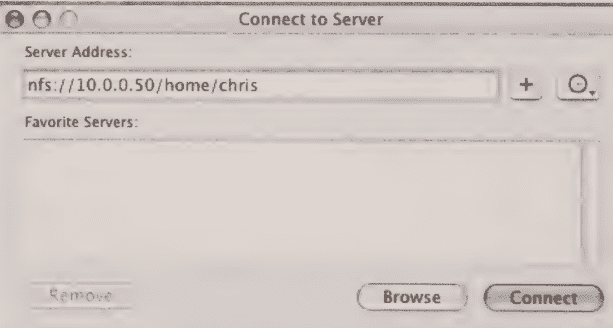 Connect to Server
Server Address:
nfs://10.0.0.50/home/chris
+
Favorite Servers:
Remove
Browse
Connect